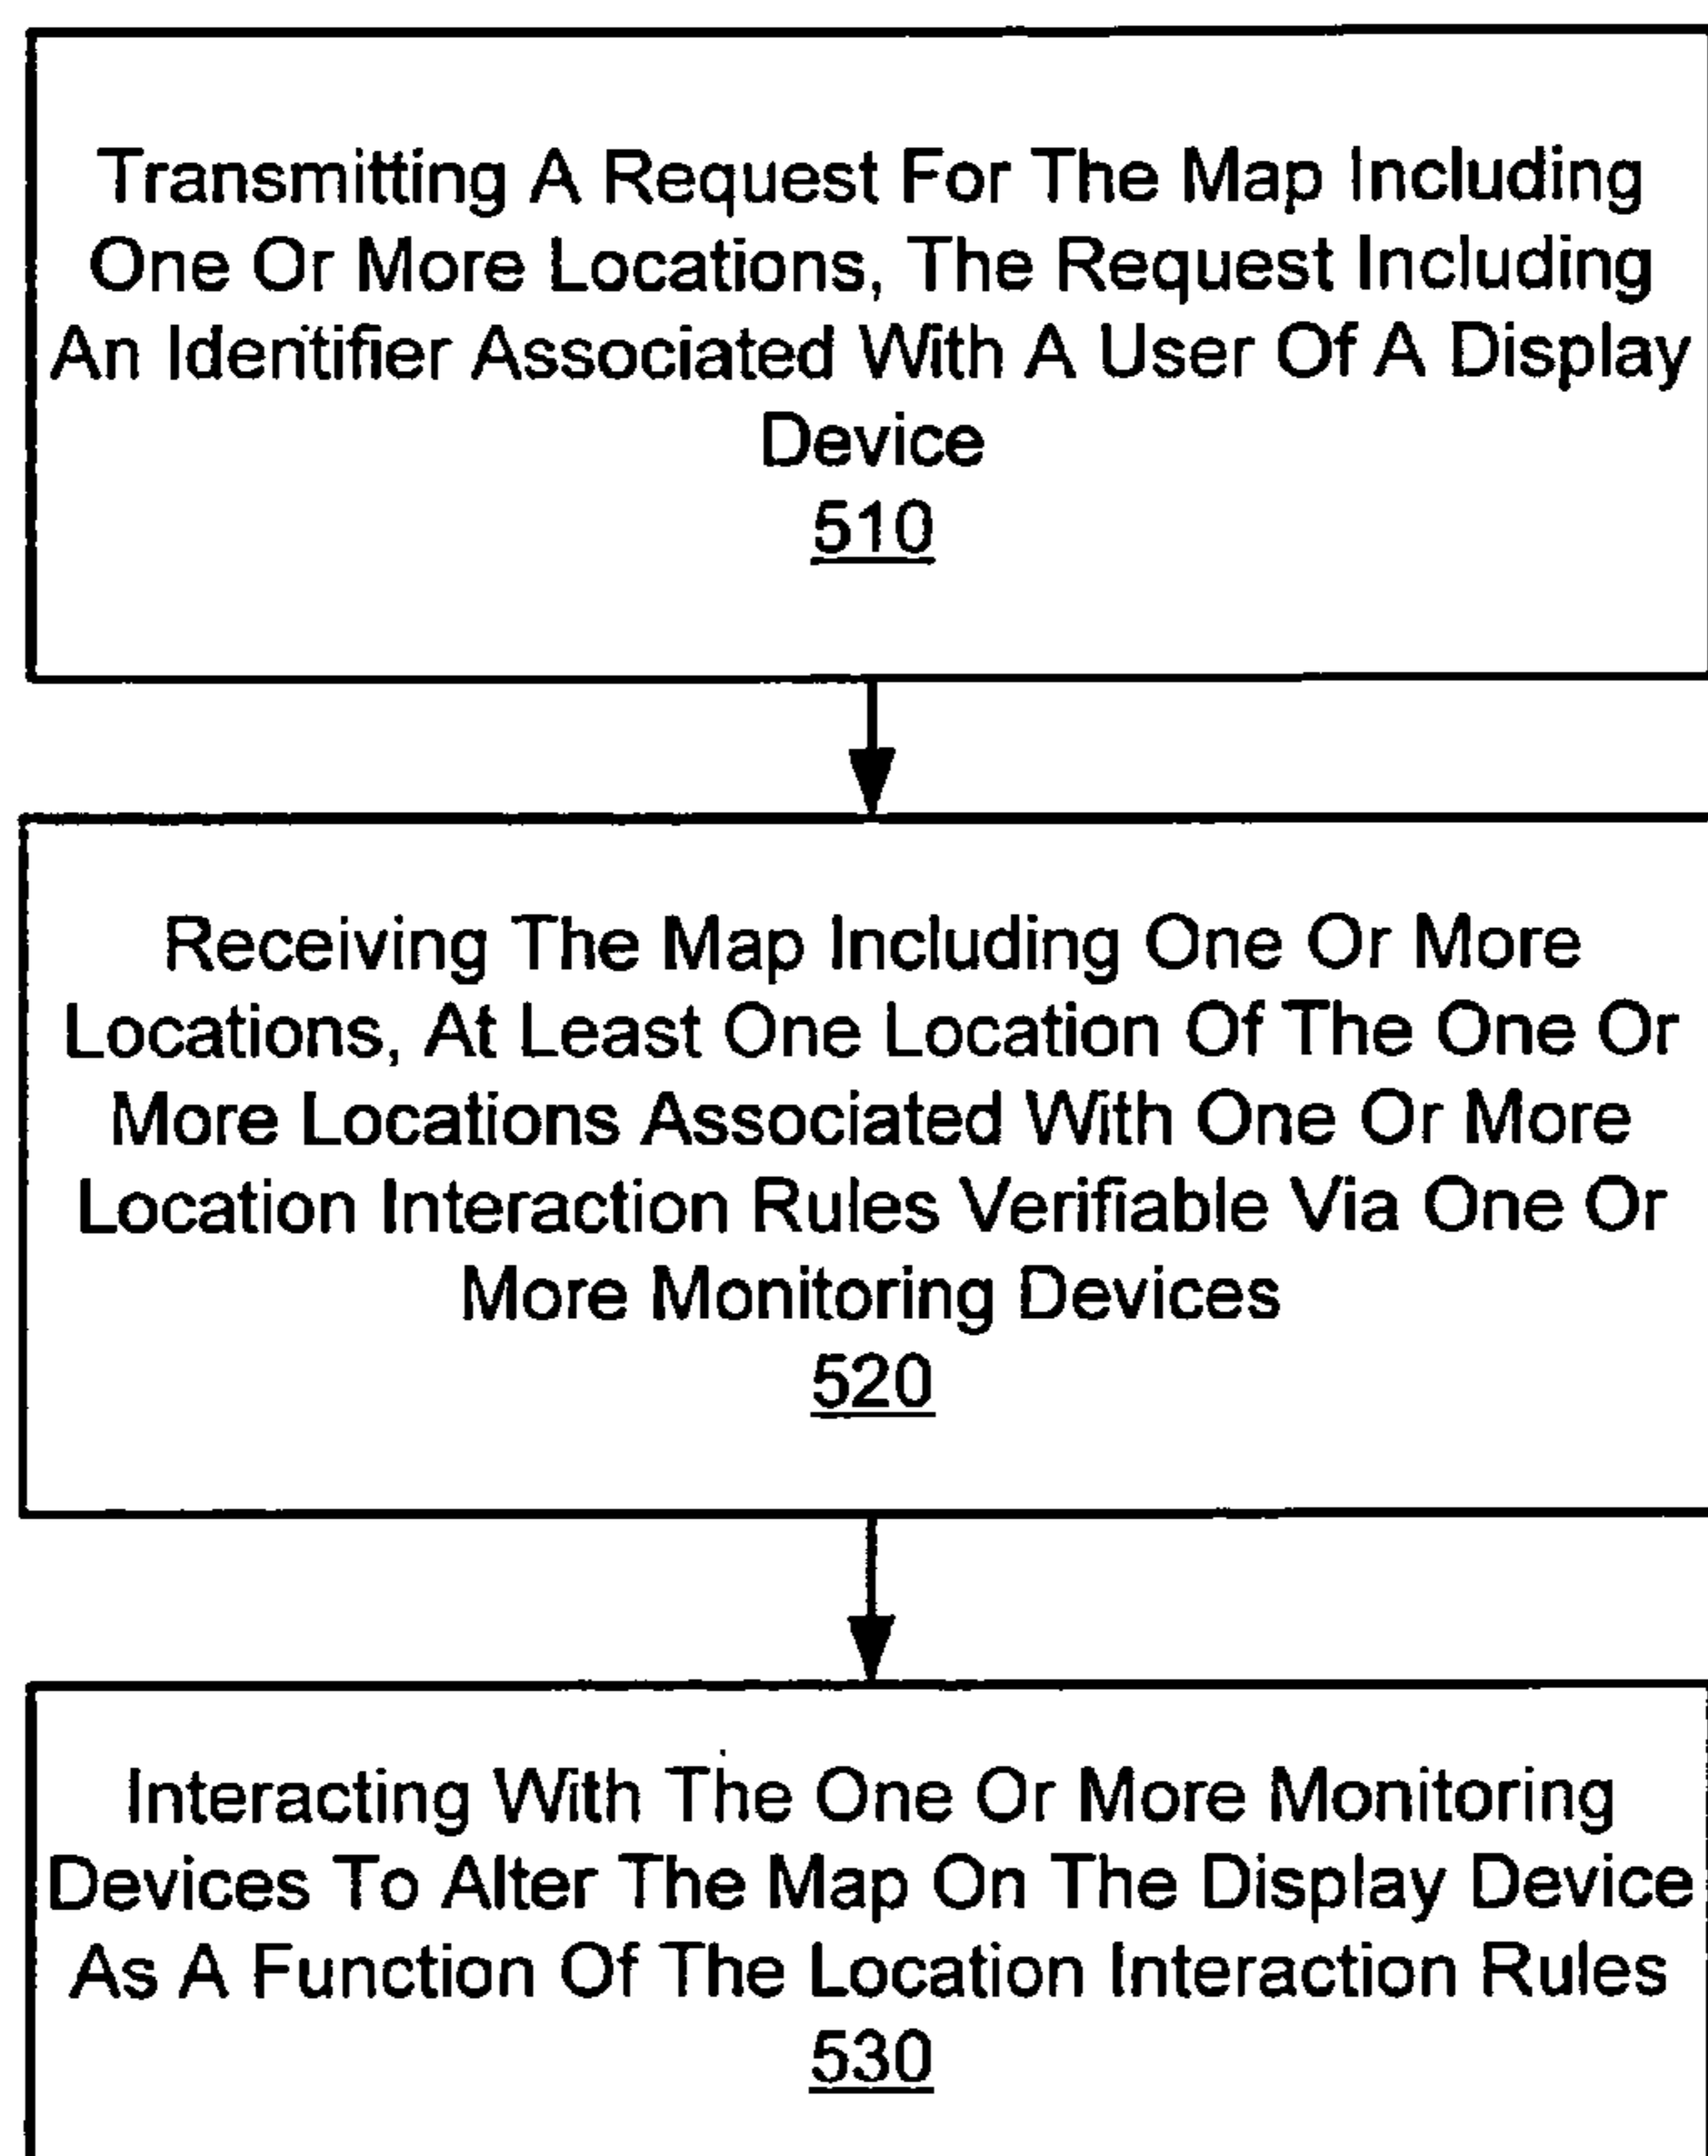 Transmitting A Request For The Map Including
One Or More Locations, The Request Including
An Identifier Associated With A User Of A Display
Device
510
Receiving The Map Including One Or More
Locations, At Least One Location Of The One Or
More Locations Associated With One Or More
Location Interaction Rules Verifiable Via One Or
More Monitoring Devices
520
Interacting With The One Or More Monitoring
Devices To Alter The Map On The Display Device
As A Function Of The Location Interaction Rules
530